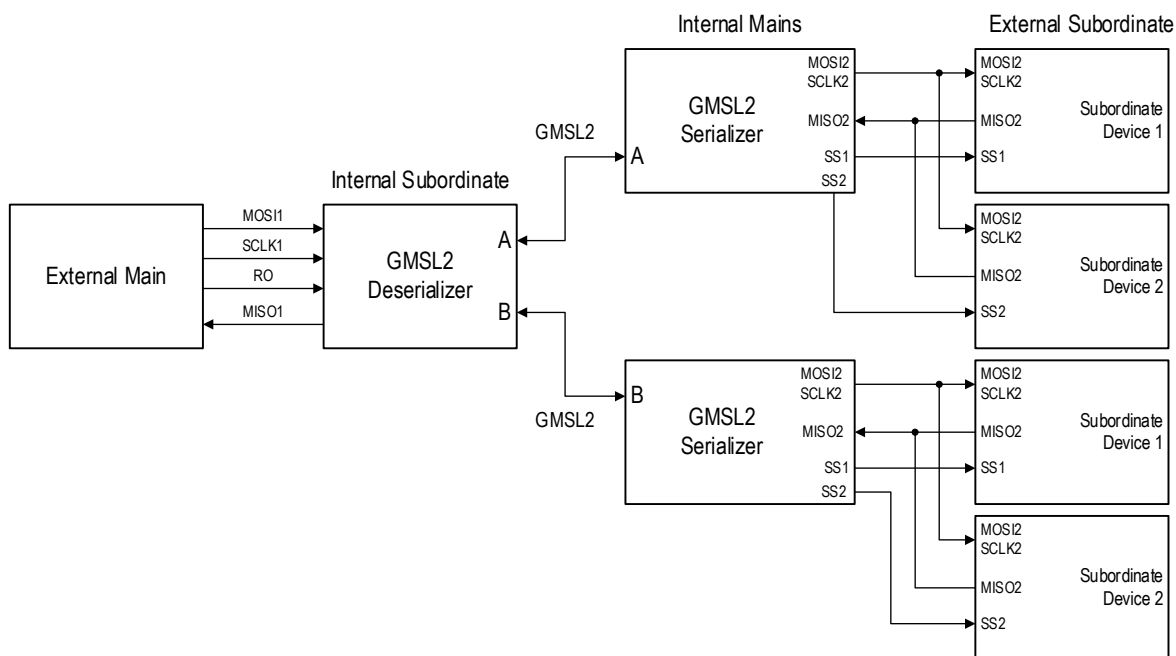 Internal Mains
External Subordinate
GMSL2
Serializer
A
MOSI2
SCLK2
MISO2
SS1
SS2
MOSI2
SCLK2
MISO2
SS1
Subordinate
Device 1
GMSL2
Internal Subordinate
External Main
MOSI1
SCLK1
RO
MISO1
GMSL2
Deserializer
A
B
MOSI2
SCLK2
MISO2
SS2
Subordinate
Device 2
GMSL2
B
GMSL2
Serializer
MOSI2
SCLK2
MISO2
SS1
SS2
MOSI2
SCLK2
MISO2
SS1
Subordinate
Device 1
MOSI2
SCLK2
MISO2
SS2
Subordinate
Device 2